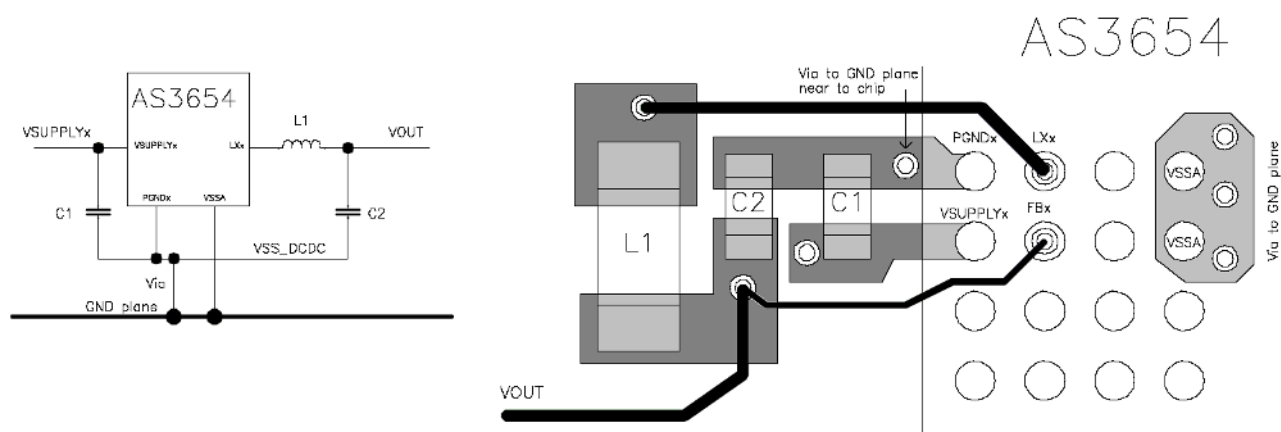 AS3654
AS3654
L1
VSUPPLYx
VSUPPLYx
LXx
VOUT
PGNDx
VSSA
C1
C2
VSS_DCDC
Via
GND plane
Via to GND plane
near to chip
PGNDx
LXx
VSSA
C2
C1
VSUPPLYx
FBx
VSSA
L1
Via to GND plane
VOUT